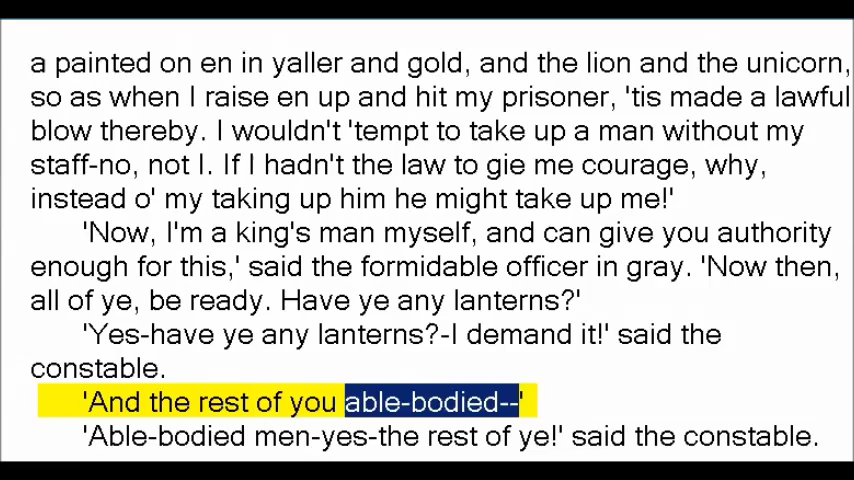 a painted on en in yaller and gold, and the lion and the unicorn,
so as when I raise en up and hit my prisoner, 'tis made a lawful
blow thereby. I wouldn't 'tempt to take up a man without my
staff-no, not I. If I hadn't the law to gie me courage, why,
instead o' my taking up him he might take up me!'
'Now, I'm a king's man myself, and can give you authority
enough for this,' said the formidable officer in gray. 'Now then,
all of ye, be ready. Have ye any lanterns?'
'Yes-have ye any lanterns?-I demand it!' said the
constable.
'And the rest of you able-bodied--'
'Able-bodied men-yes-the rest of ye!' said the constable.